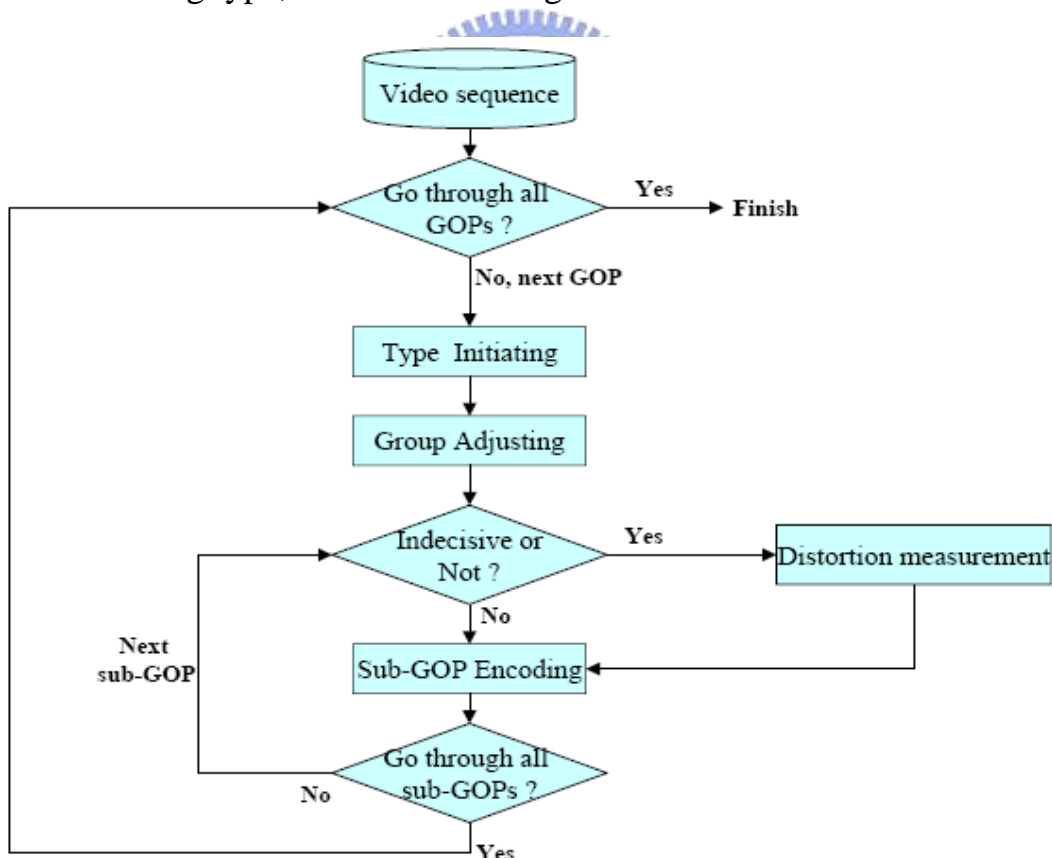 Video sequence
Go through all
GOPs ?
Yes
Finish
No, next GOP
Type Initiating
Group Adjusting
Indecisive or
Not ?
Yes
Distortion measurement
No
Next
sub-GOP
Sub-GOP Encoding
Go through all
sub-GOPs ?
No
Yes